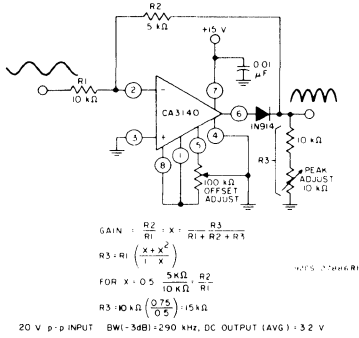 R2
5 kΩ
+15 V
0.01
μF
R1
10 kΩ
2
7
CA3140
6
1N914
3
4
5
1
8
10 kΩ
R3
PEAK
ADJUST
10 kΩ
100 kΩ
OFFSET
ADJUST
GAIN = R2/R1 = X = R3/(R1 + R2 + R3)
R3 = R1 (X + X²/1 - X)
FOR X = 0.5 5 KΩ/10 KΩ = R2/R1
R3 = 10 kΩ (0.75/0.5) = 15 kΩ
20 V p-p INPUT BW(-3dB) = 290 kHz, DC OUTPUT (AVG) = 3.2 V